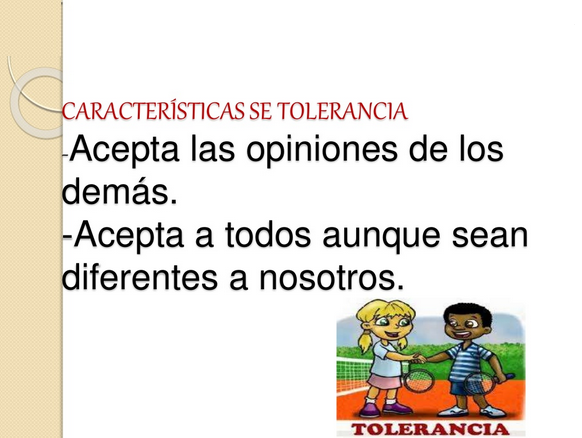 CARACTERÍSTICAS SE TOLERANCIA
-Acepta las opiniones de los
demás.
-Acepta a todos aunque sean
diferentes a nosotros.
TOLERANCIA